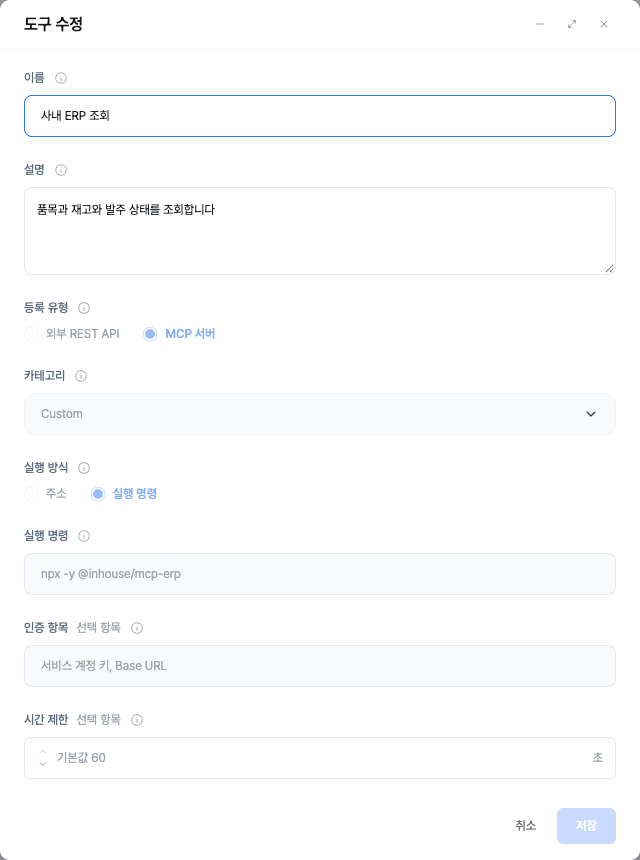 도구 수정
이름
사내 ERP 조회
설명
품목과 재고와 발주 상태를 조회합니다
등록 유형
외부 REST API MCP 서버
카테고리
Custom
실행 방식
주소 실행 명령
실행 명령
npx -y @inhouse/mcp-erp
인증 항목 선택 항목
서비스 계정 키, Base URL
시간 제한 선택 항목
기본값 60 초
취소 저장